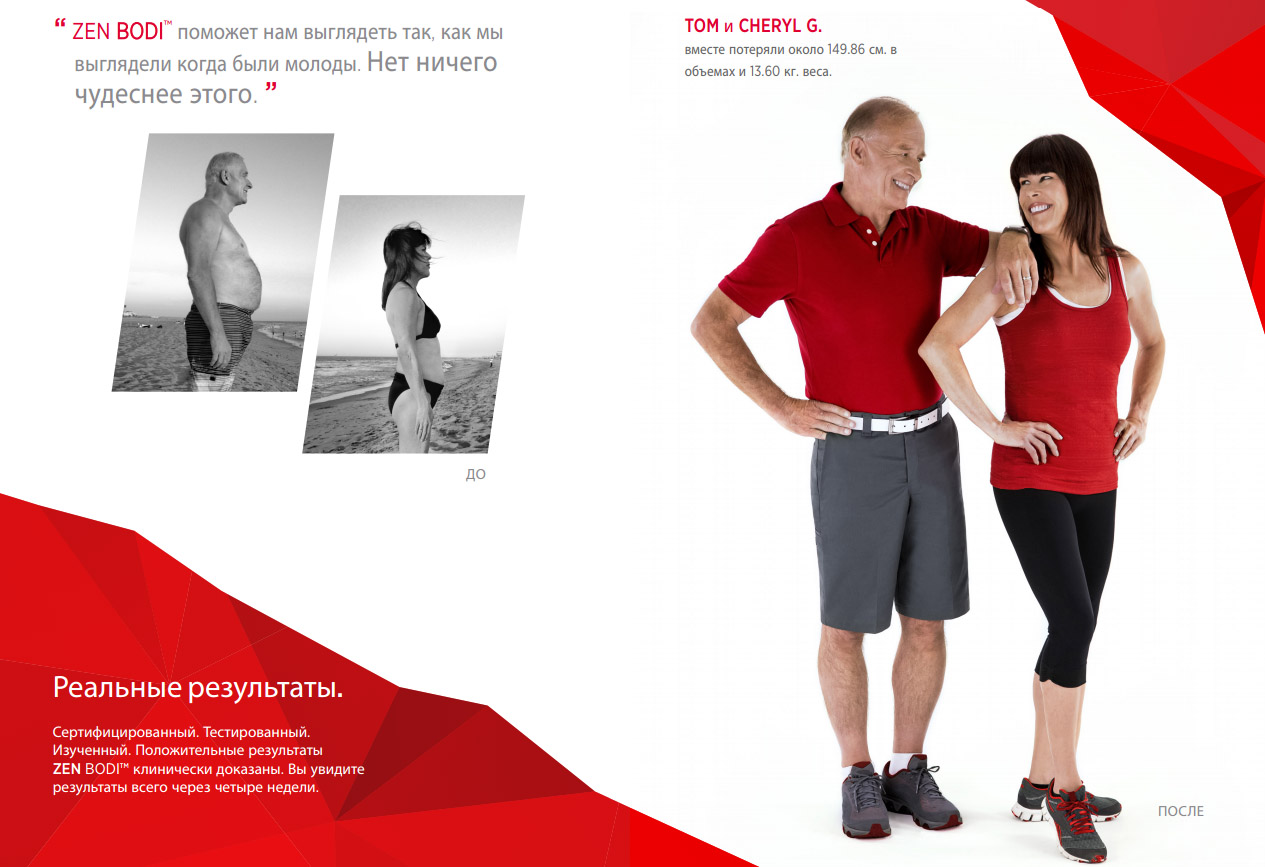 “ ZEN BODI™ поможет нам выглядеть так, как мы
выглядели когда были молоды. Нет ничего
чудеснее этого. ”
ДО
Реальные результаты.
Сертифицированный. Тестированный.
Изученный. Положительные результаты
ZEN BODI™ клинически доказаны. Вы увидите
результаты всего через четыре недели.
TOM и CHERYL G.
вместе потеряли около 149.86 см. в
объемах и 13.60 кг. веса.
ПОСЛЕ